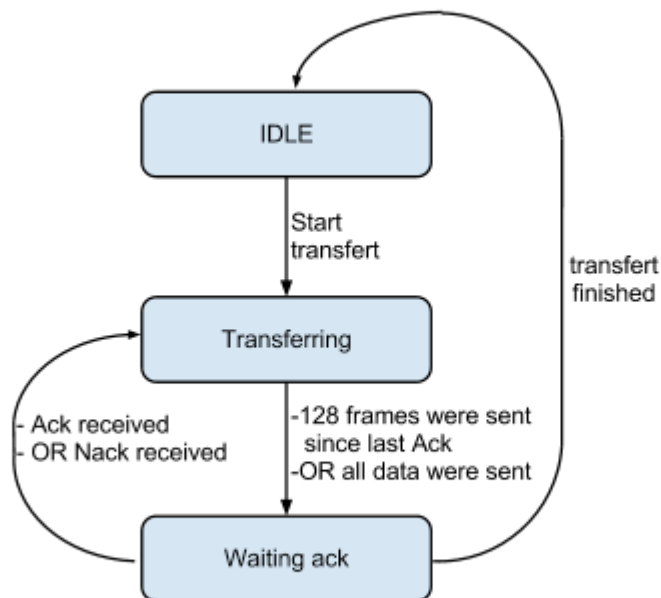 IDLE
Start
transfert
transfert
finished
Transferring
- Ack received
- OR Nack received
-128 frames were sent
since last Ack
-OR all data were sent
Waiting ack